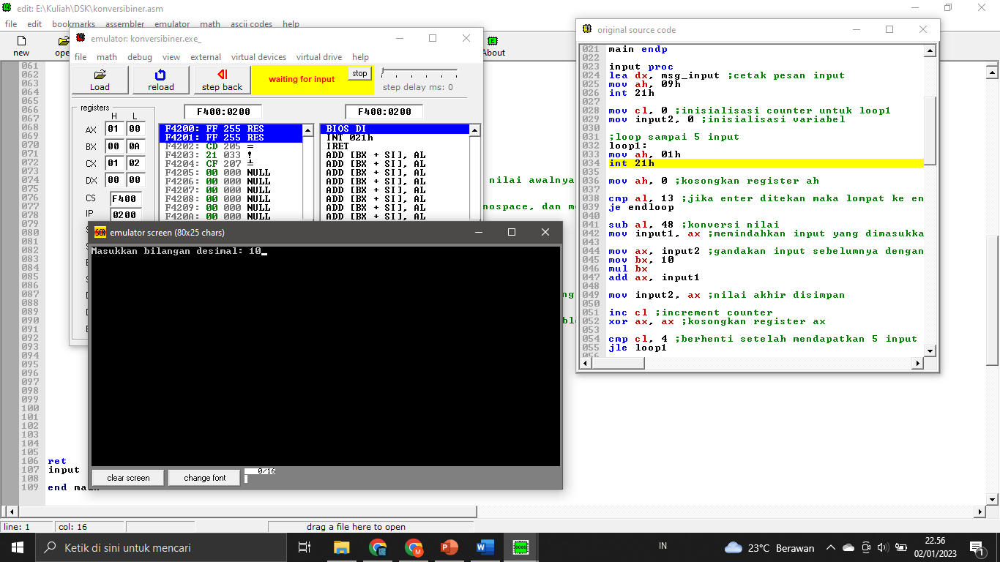 edit: E:\Kuliah\DSK\konversibiner.asm
file edit bookmarks assembler emulator math ascii codes help
new
About
emulator: konversibiner.exe_
file math debug view external virtual devices virtual drive help
Load
reload
step back
waiting for input
stop
step delay ms: 0
registers
H L
AX 01 00
BX 00 0A
CX 01 02
DX 00 00
CS F400
IP 0200
F400:0200
F400:0200
F4200: FF 255 RES
F4201: FF 255 RES
F4202: CD 205 =
F4203: 21 033 !
F4204: CF 207 ╧
F4205: 00 000 NULL
F4206: 00 000 NULL
F4207: 00 000 NULL
F4208: 00 000 NULL
F4209: 00 000 NULL
F420A: 00 000 NULL
BIOS DI
INT 021h
IRET
ADD [BX + SI], AL
ADD [BX + SI], AL
ADD [BX + SI], AL
ADD [BX + SI], AL
ADD [BX + SI], AL
ADD [BX + SI], AL
ADD [BX + SI], AL
ADD [BX + SI], AL
original source code
021 main endp
022
023 input proc
024 lea dx, msg_input ;cetak pesan input
025 mov ah, 09h
026 int 21h
027
028 mov cl, 0 ;inisialisasi counter untuk loop1
029 mov input2, 0 ;inisialisasi variabel
030
031 ;loop sampai 5 input
032 loop1:
033 mov ah, 01h
034 int 21h
035
036 mov ah, 0 ;kosongkan register ah
037
038 cmp al, 13 ;jika enter ditekan maka lompat ke en
039 je endloop
040
041 sub al, 48 ;konversi nilai
042 mov input1, ax ;memindahkan input yang dimasukka
043
044 mov ax, input2 ;gandakan input sebelumnya dengan
045 mov bx, 10
046 mul bx
047 add ax, input1
048
049 mov input2, ax ;nilai akhir disimpan
050
051 inc cl ;increment counter
052 xor ax, ax ;kosongkan register ax
053
054 cmp cl, 4 ;berhenti setelah mendapatkan 5 input
055 jle loop1
061
062
063
064
065
066
067
068
069
070
071
072
073
074 nilai awalnya
075
076
077 nospace, dan m
078
079
080
081
082
083
084
085
086
087
088
089
090
091
092
093
094
095
096
097
098
099
100
101
102
103
104
105
106 ret
107 input
108
109 end main
emulator screen (80x25 chars)
Masukkan bilangan desimal: 10
clear screen
change font
0/16
line: 1
col: 16
drag a file here to open
Ketik di sini untuk mencari
IN
23°C Berawan
22.56
02/01/2023
1